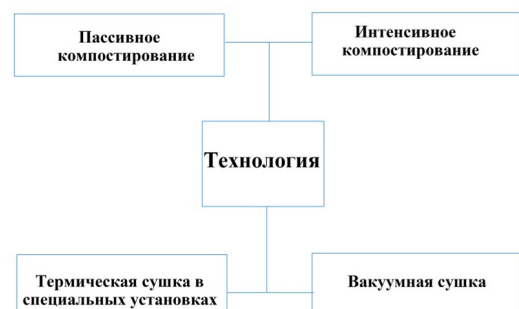 Пассивное
компостирование
Интенсивное
компостирование
Технология
Термическая сушка в
специальных установках
Вакуумная сушка